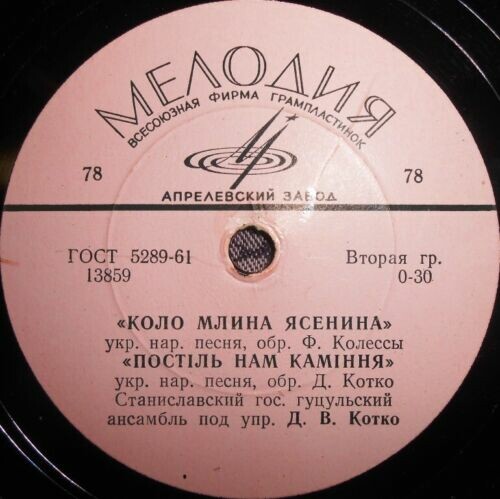 МЕЛОДИЯ
ВСЕСОЮЗНАЯ ФИРМА ГРАМПЛАСТИНОК
78 78
АПРЕЛЕВСКИЙ ЗАВОД
ГОСТ 5289-61 Вторая гр.
13859 0-30
«КОЛО МЛИНА ЯСЕНИНА»
укр. нар. песня, обр. Ф. Колессы
«ПОСТІЛЬ НАМ КАМІННЯ»
укр. нар. песня, обр. Д. Котко
Станиславский гос. гуцульский
ансамбль под упр. Д. В. Котко